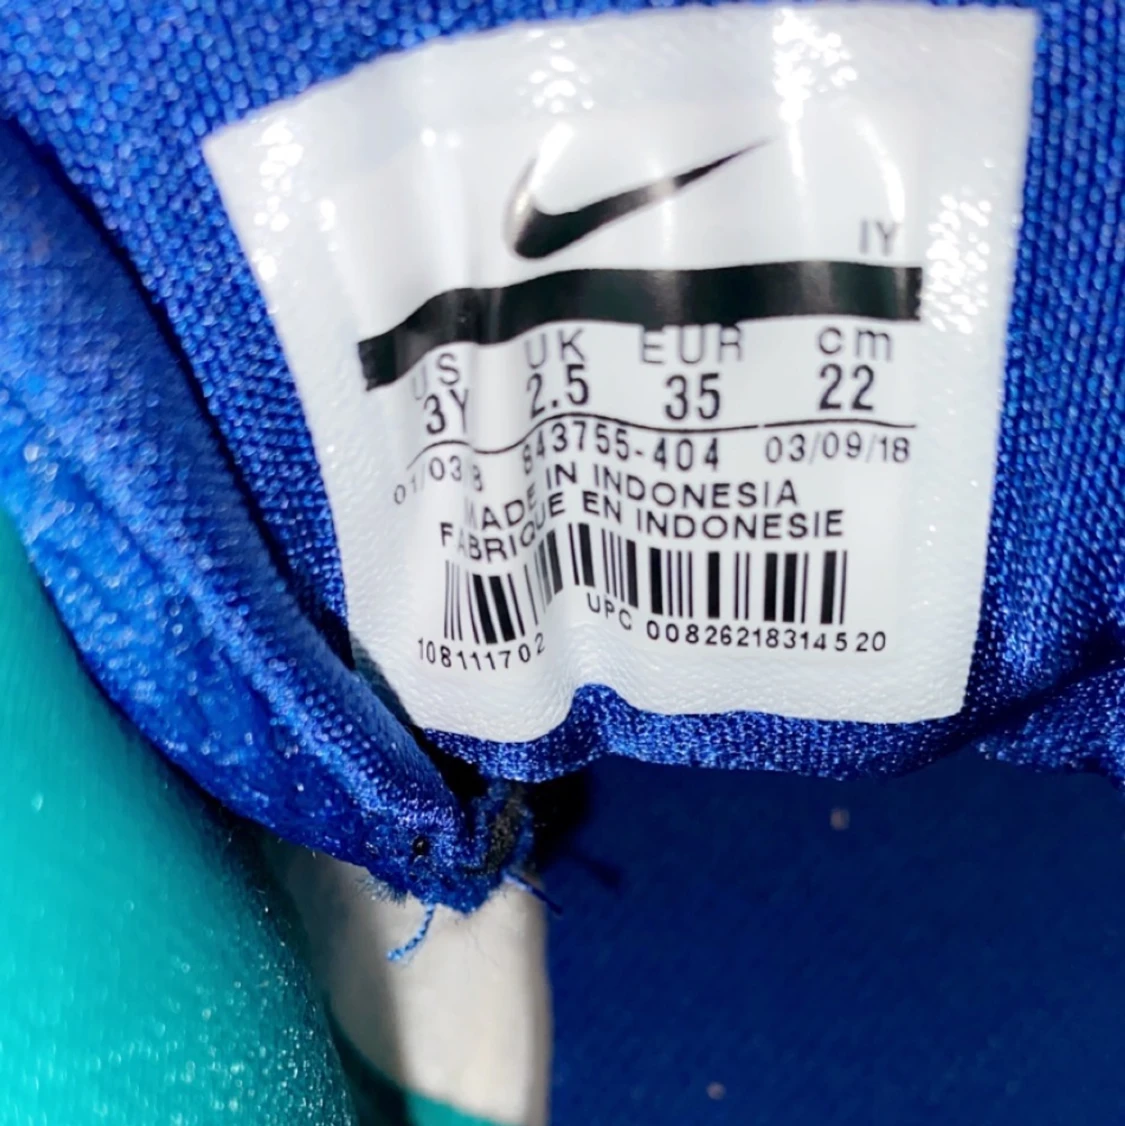 IY
US UK EUR cm
3Y 2.5 35 22
843755-404 03/09/18
MADE IN INDONESIA
FABRIQUE EN INDONESIE
UPC 00826218314520
108111702